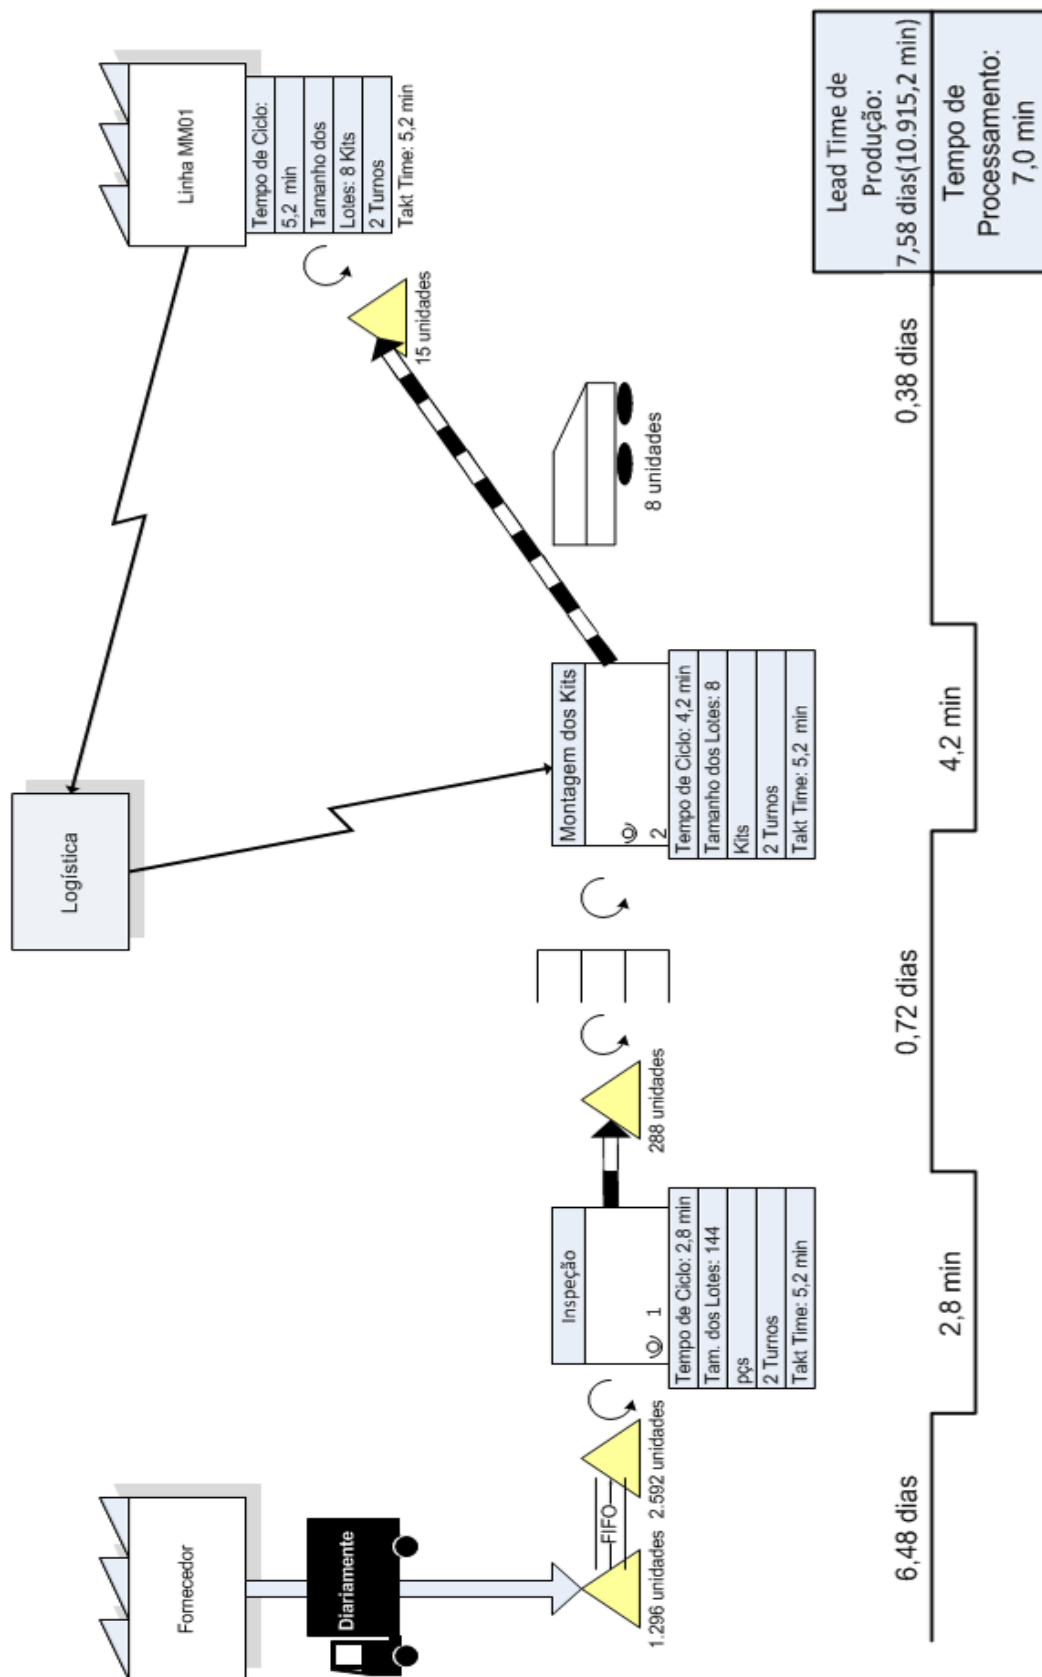 Fornecedor
Diariamente
1.296 unidades
FIFO
2.592 unidades
Inspeção
1
Tempo de Ciclo: 2,8 min
Tam. dos Lotes: 144
pçs
2 Turnos
Takt Time: 5,2 min
288 unidades
Logística
Montagem dos Kits
2
Tempo de Ciclo: 4,2 min
Tamanho dos Lotes: 8
Kits
2 Turnos
Takt Time: 5,2 min
8 unidades
15 unidades
Linha MM01
Tempo de Ciclo:
5,2 min
Tamanho dos
Lotes: 8 Kits
2 Turnos
Takt Time: 5,2 min
6,48 dias
2,8 min
0,72 dias
4,2 min
0,38 dias
Lead Time de
Produção:
7,58 dias(10.915,2 min)
Tempo de
Processamento:
7,0 min